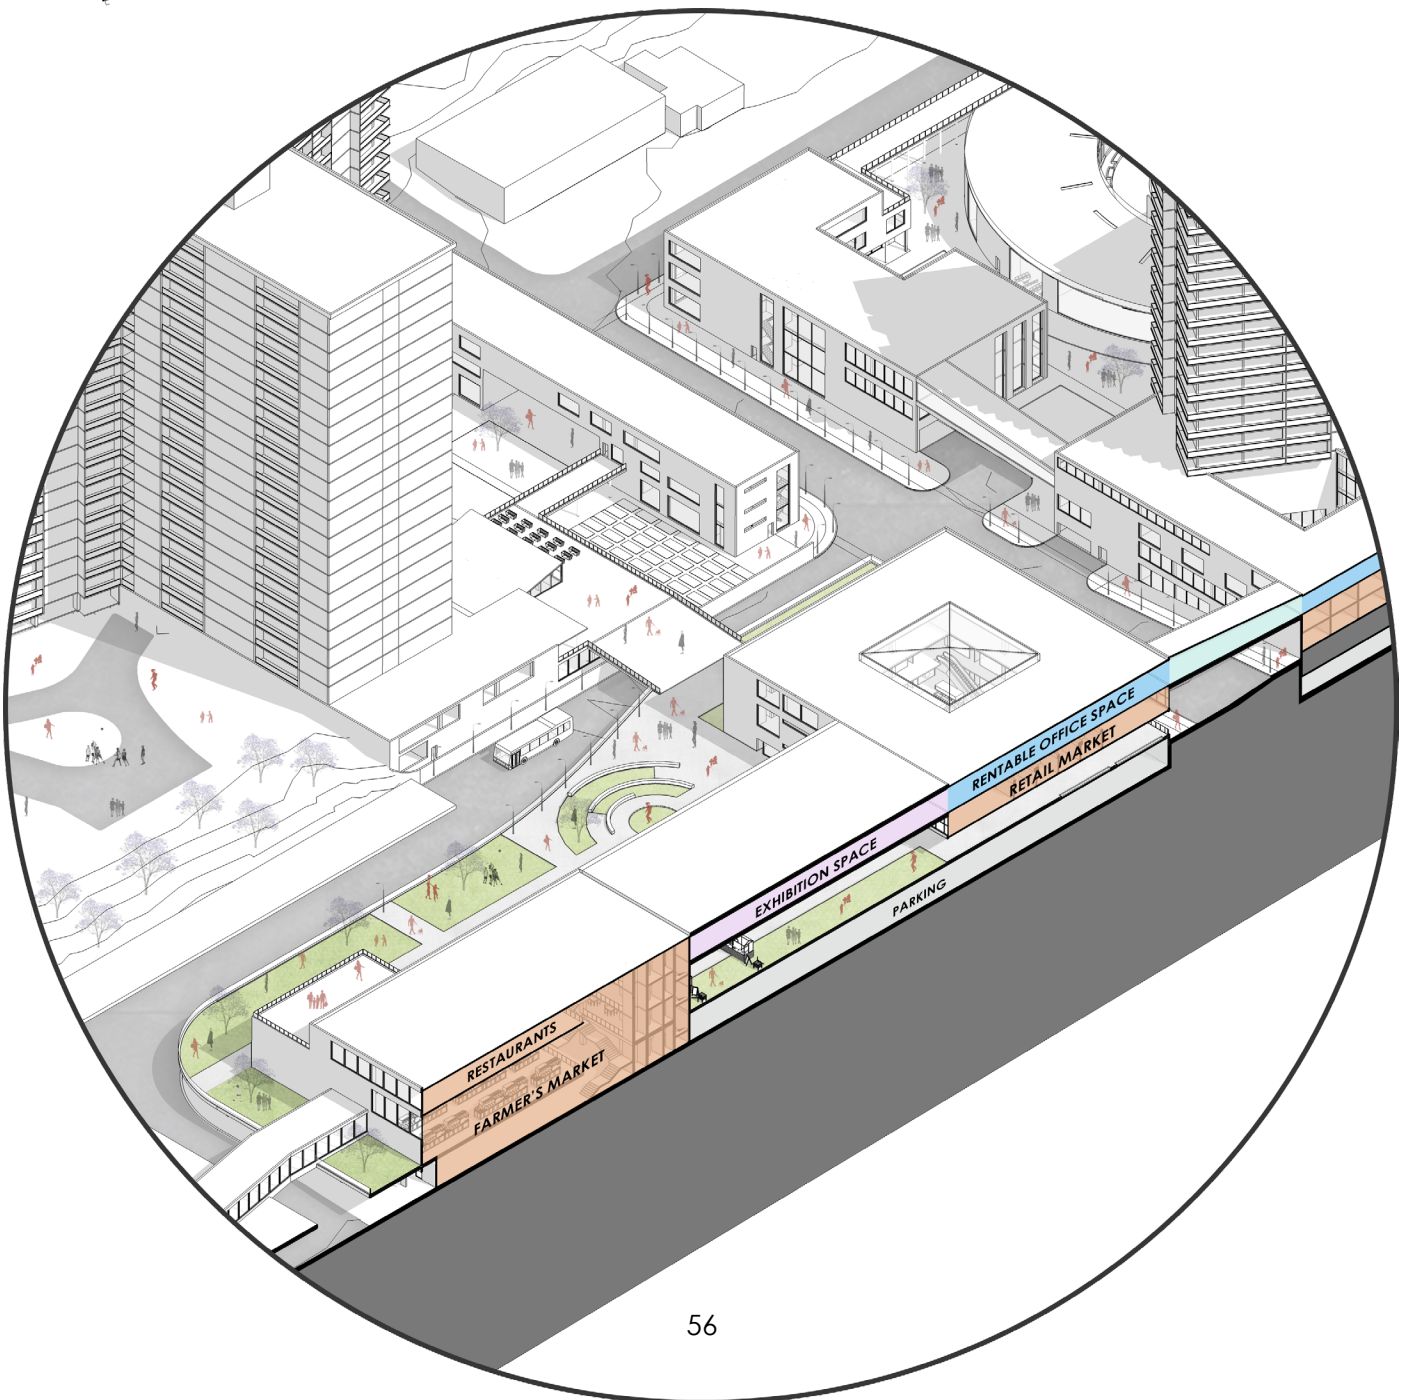 RENTABLE OFFICE SPACE
RETAIL MARKET
EXHIBITION SPACE
PARKING
RESTAURANTS
FARMER'S MARKET
56